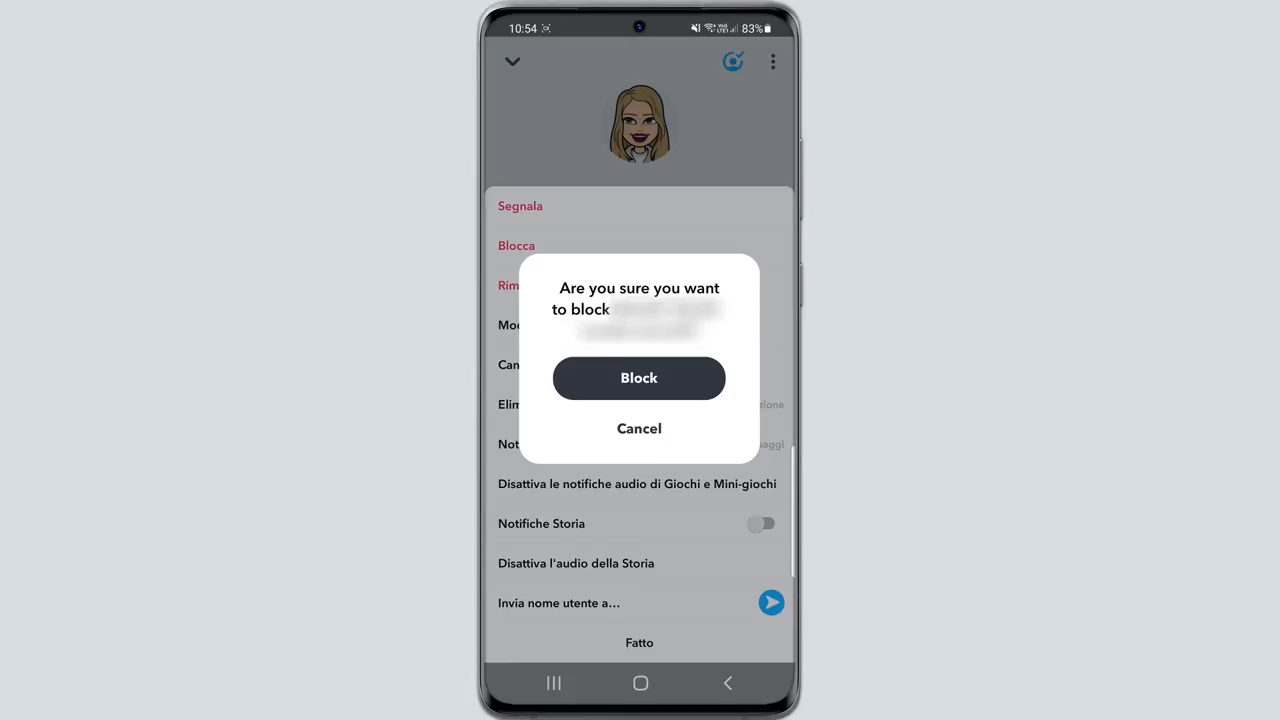 10:54
83%
Segnala
Blocca
Are you sure you want
to block
Block
Cancel
Disattiva le notifiche audio di Giochi e Mini-giochi
Notifiche Storia
Disattiva l'audio della Storia
Invia nome utente a…
Fatto